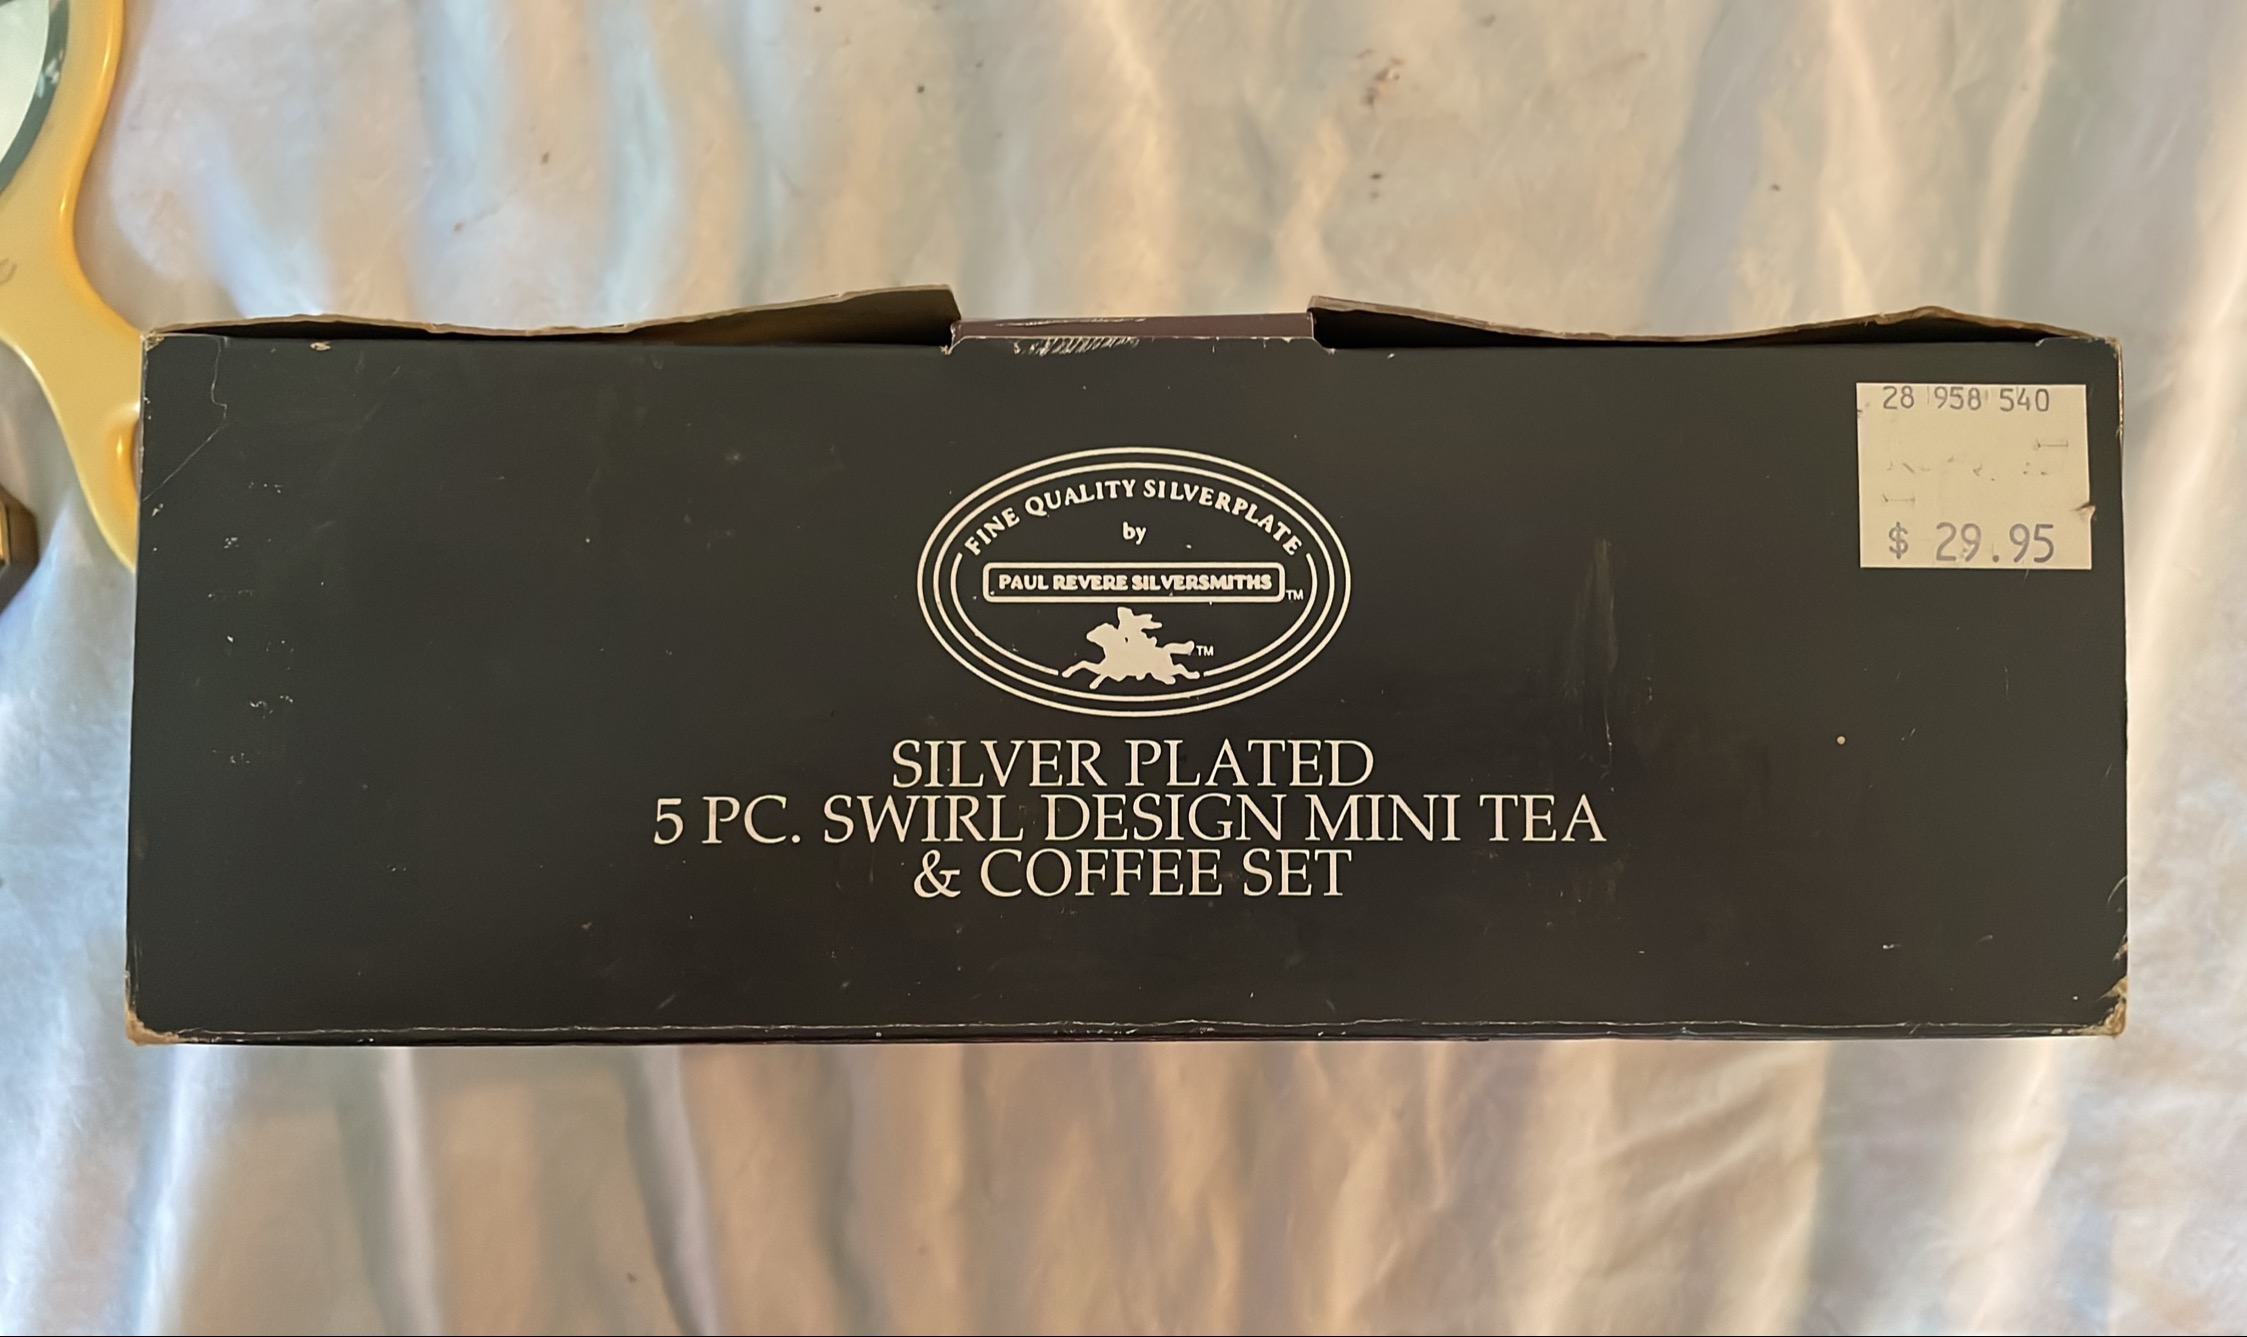 28 958 540
$ 29.95
FINE QUALITY SILVERPLATE
by
PAUL REVERE SILVERSMITHS TM
TM
SILVER PLATED
5 PC. SWIRL DESIGN MINI TEA
& COFFEE SET